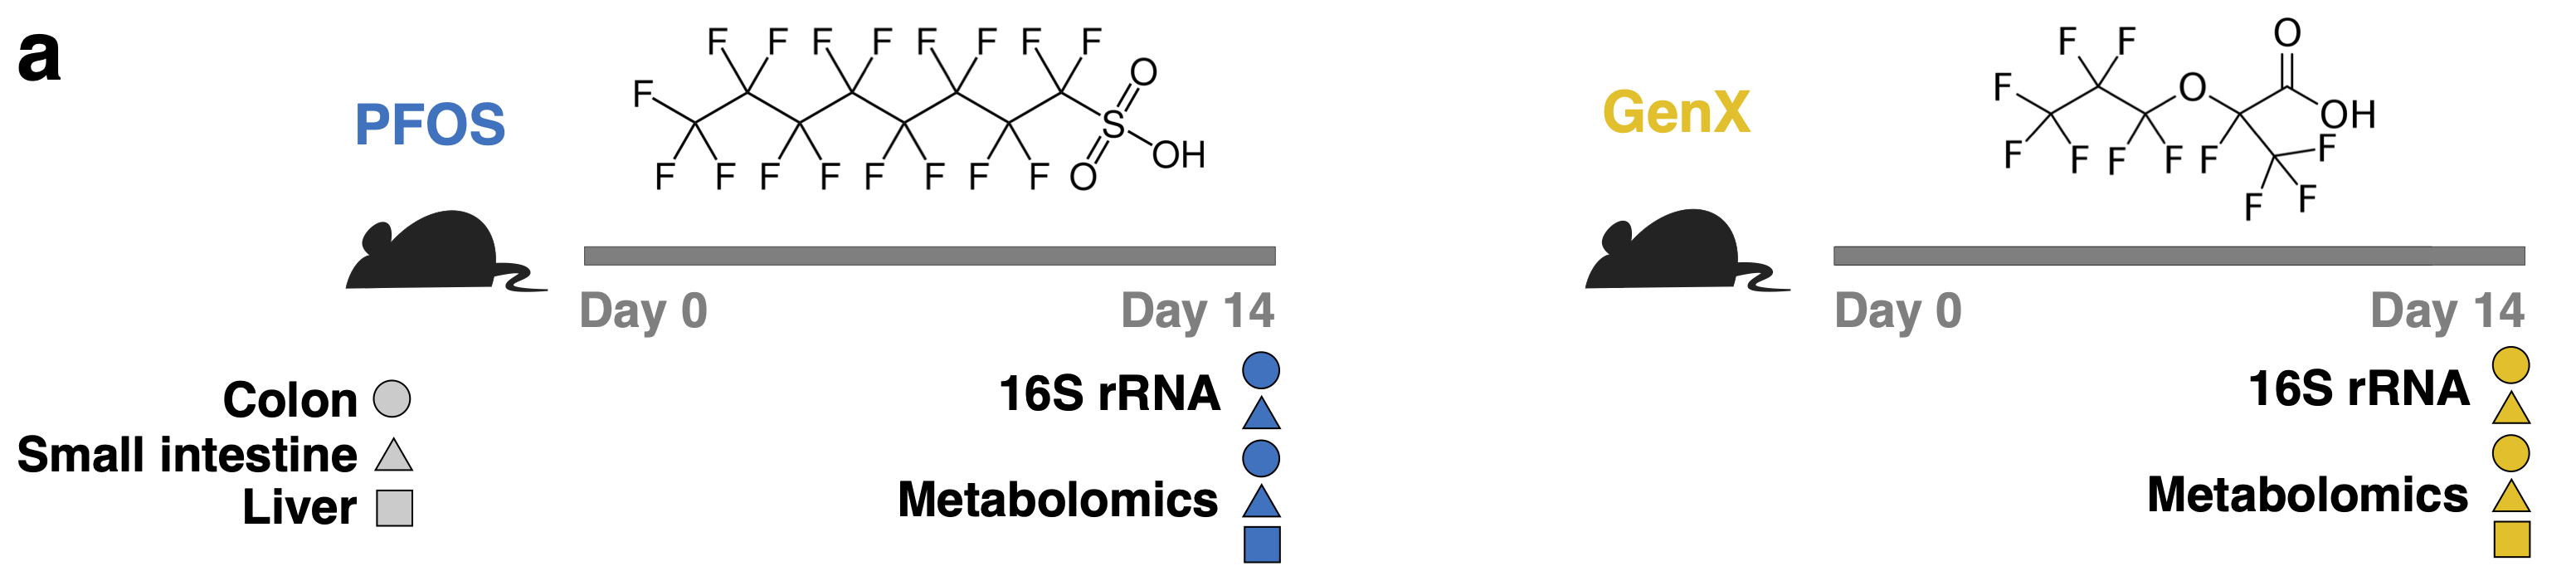 a
PFOS
F F F F F F F F
F
O
S
OH
F F F F F F F F O
GenX
O
F F
F
O
OH
F
F F F F F
F F
Day 0
Day 14
Day 0
Day 14
Colon
Small intestine
Liver
16S rRNA
Metabolomics
16S rRNA
Metabolomics